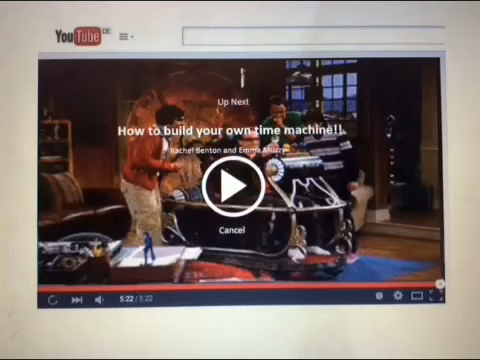 YouTube DE
Up Next
How to build your own time machine!!
Rachel Benton and Emma Muzzy
Cancel
5:22 / 5:22